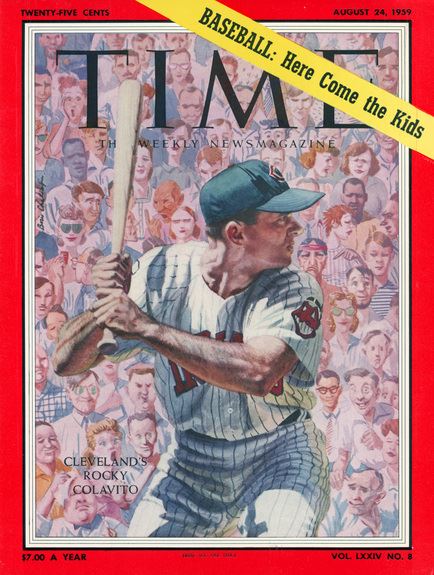 TWENTY-FIVE CENTS
AUGUST 24, 1959
BASEBALL: Here Come the Kids
TIME
THE WEEKLY NEWSMAGAZINE
CLEVELAND'S
ROCKY
COLAVITO
$7.00 A YEAR
VOL. LXXIV NO. 8